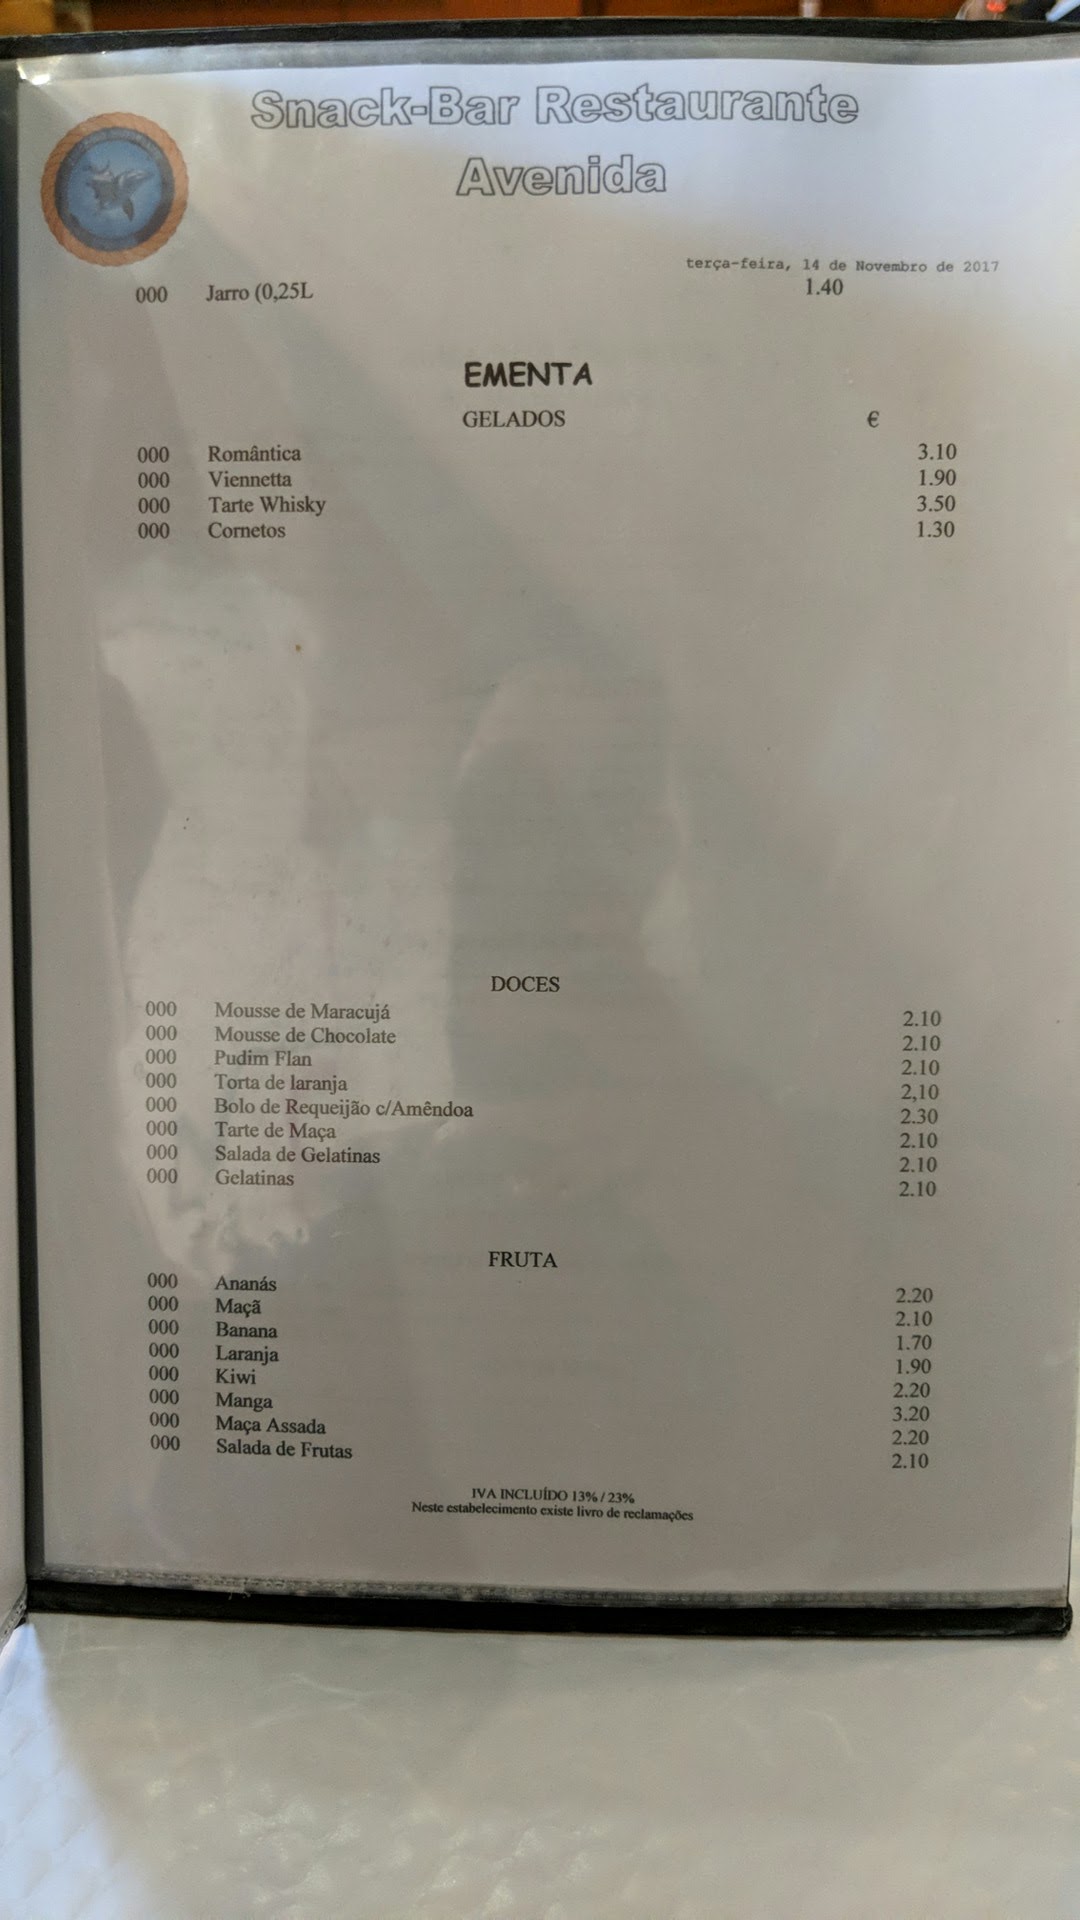 Snack-Bar Restaurante
Avenida
terça-feira, 14 de Novembro de 2017
000 Jarro (0,25L 1.40
EMENTA
GELADOS €
000 Romântica 3.10
000 Viennetta 1.90
000 Tarte Whisky 3.50
000 Cornetos 1.30
DOCES
000 Mousse de Maracujá 2.10
000 Mousse de Chocolate 2.10
000 Pudim Flan 2.10
000 Torta de laranja 2,10
000 Bolo de Requeijão c/Amêndoa 2.30
000 Tarte de Maça 2.10
000 Salada de Gelatinas 2.10
000 Gelatinas 2.10
FRUTA
000 Ananás 2.20
000 Maçã 2.10
000 Banana 1.70
000 Laranja 1.90
000 Kiwi 2.20
000 Manga 3.20
000 Maça Assada 2.20
000 Salada de Frutas 2.10
IVA INCLUÍDO 13% / 23%
Neste estabelecimento existe livro de reclamações